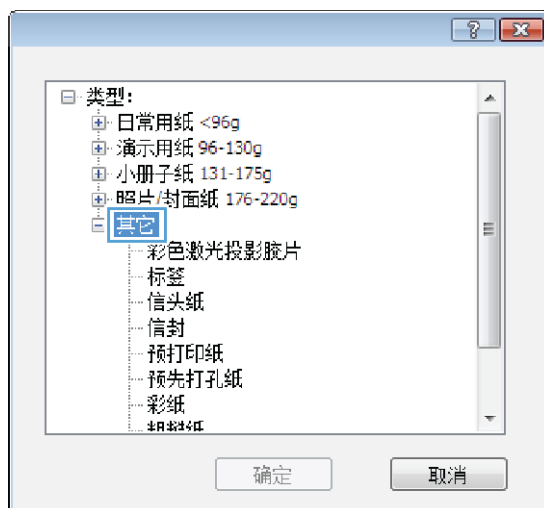 类型:
日常用纸 <96g
演示用纸 96-130g
小册子纸 131-175g
照片/封面纸 176-220g
其它
彩色激光投影胶片
标签
信头纸
信封
预打印纸
预先打孔纸
彩纸
粗糙纸
确定 取消